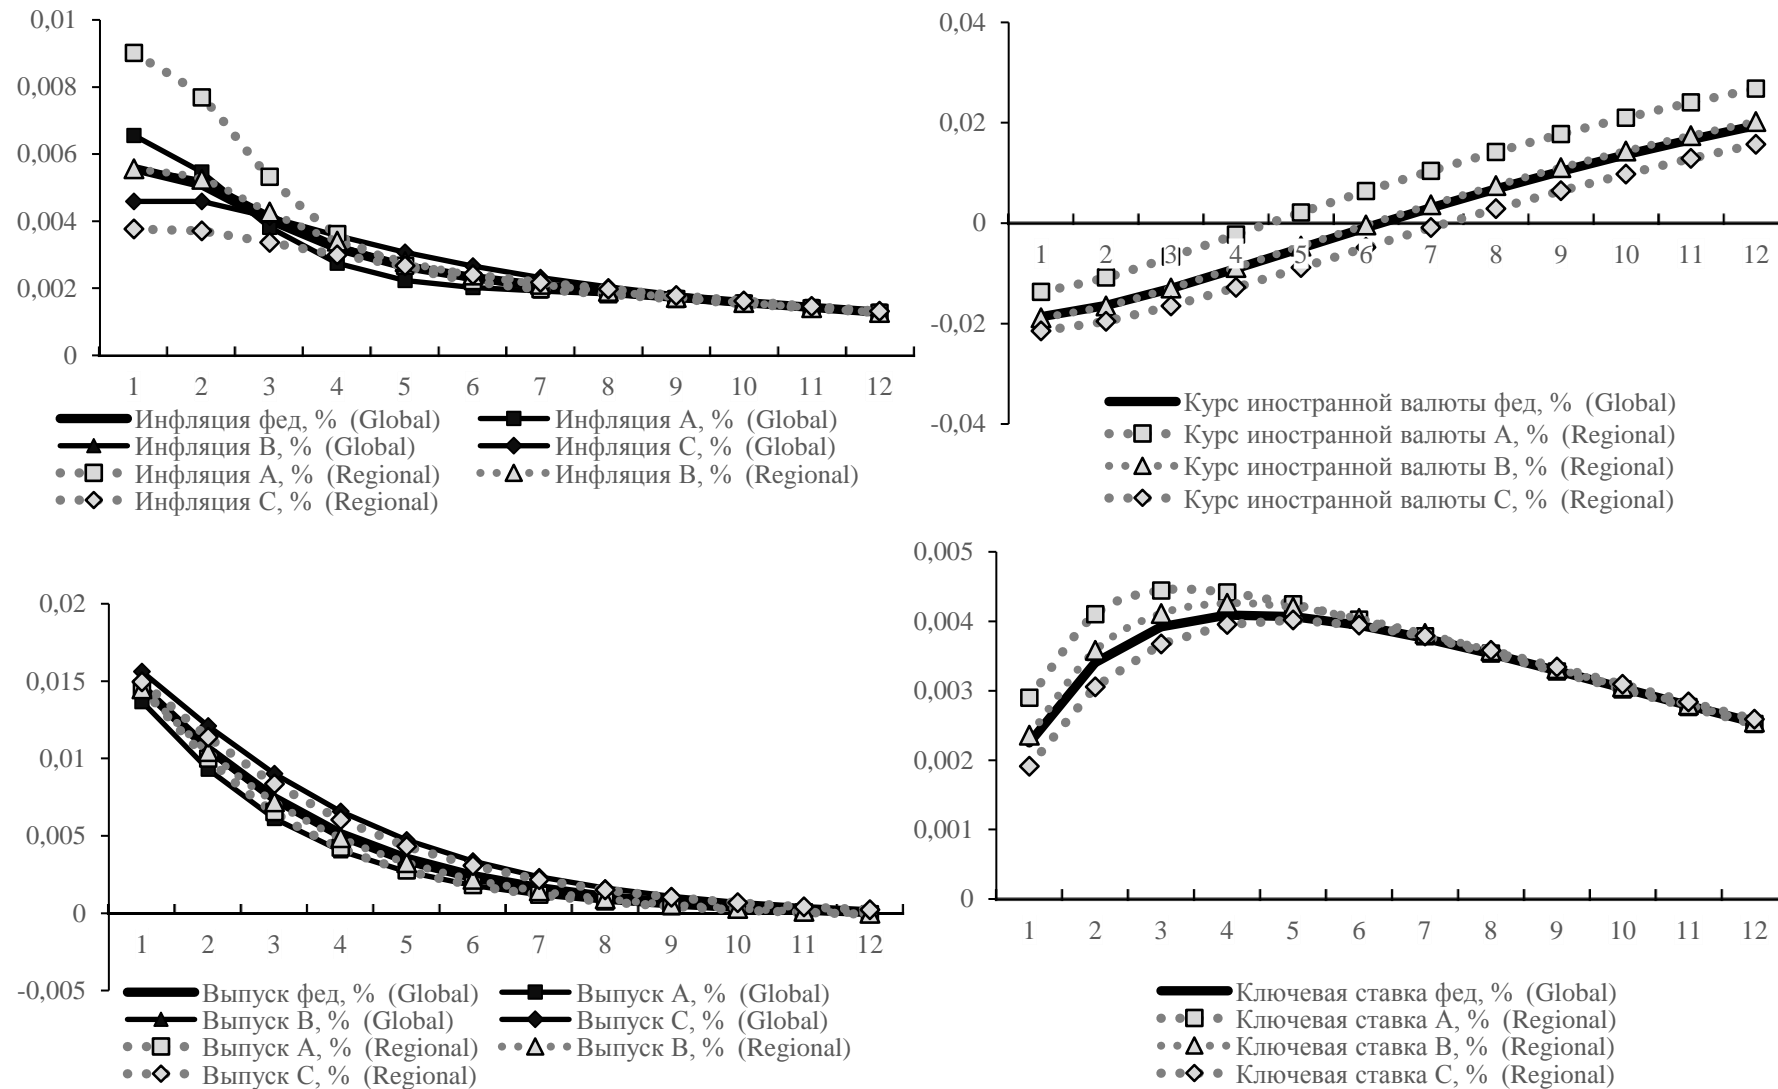 0,01
0,008
0,006
0,004
0,002
0
1 2 3 4 5 6 7 8 9 10 11 12
Инфляция фед, % (Global)
Инфляция A, % (Global)
Инфляция B, % (Global)
Инфляция C, % (Global)
Инфляция A, % (Regional)
Инфляция B, % (Regional)
Инфляция C, % (Regional)
0,04
0,02
0
-0,02
-0,04
1 2 3 4 5 6 7 8 9 10 11 12
Курс иностранной валюты фед, % (Global)
Курс иностранной валюты A, % (Regional)
Курс иностранной валюты B, % (Regional)
Курс иностранной валюты C, % (Regional)
0,02
0,015
0,01
0,005
0
-0,005
1 2 3 4 5 6 7 8 9 10 11 12
Выпуск фед, % (Global)
Выпуск A, % (Global)
Выпуск B, % (Global)
Выпуск C, % (Global)
Выпуск A, % (Regional)
Выпуск B, % (Regional)
Выпуск C, % (Regional)
0,005
0,004
0,003
0,002
0,001
0
1 2 3 4 5 6 7 8 9 10 11 12
Ключевая ставка фед, % (Global)
Ключевая ставка A, % (Regional)
Ключевая ставка B, % (Regional)
Ключевая ставка C, % (Regional)